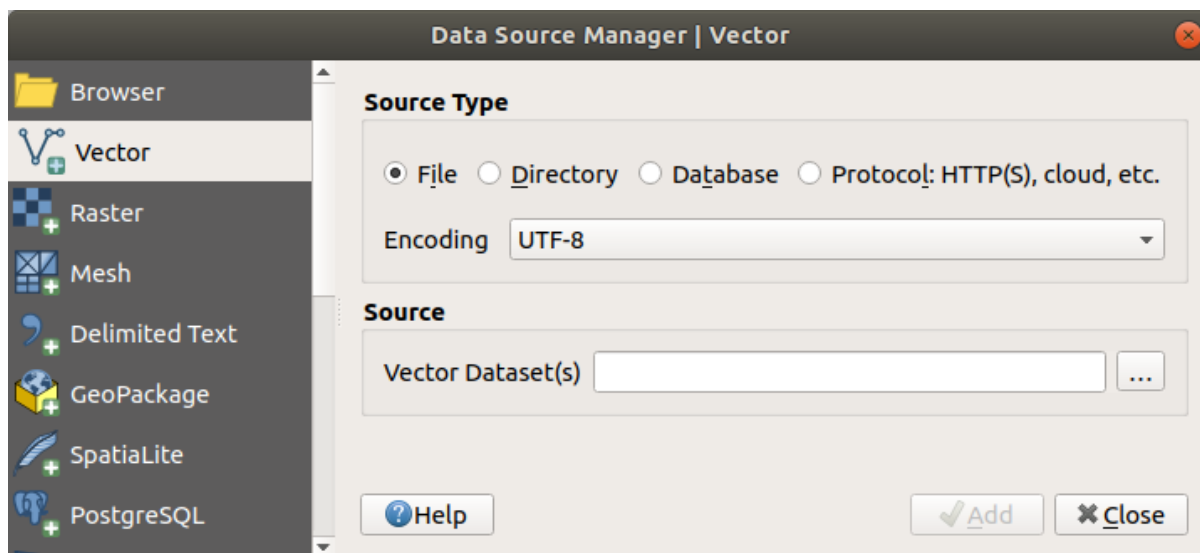 Data Source Manager | Vector
Browser
Vector
Raster
Mesh
Delimited Text
GeoPackage
SpatiaLite
PostgreSQL
Source Type
File Directory Database Protocol: HTTP(S), cloud, etc.
Encoding UTF-8
Source
Vector Dataset(s) ...
Help Add Close